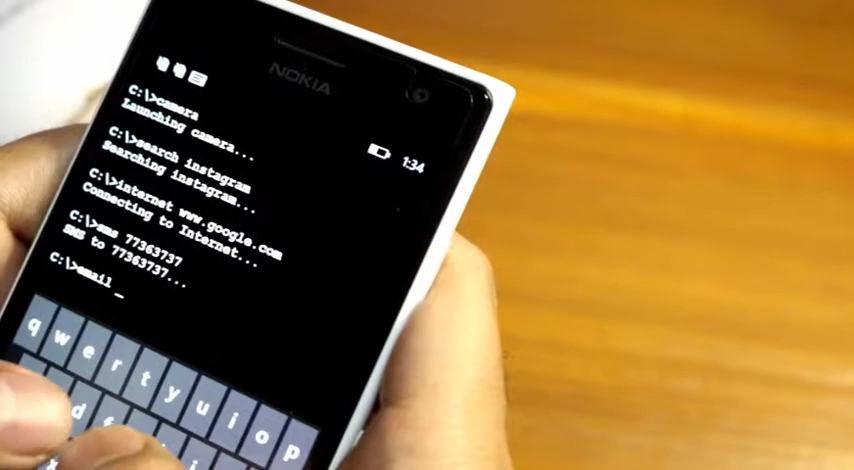 NOKIA
1:34
C:\>camera
Launching camera...
C:\>search instagram
Searching instagram...
C:\>internet www.google.com
Connecting to Internet...
C:\>sms 77363737
SMS to 77363737...
C:\>email _
q w e r t y u i o p
d f